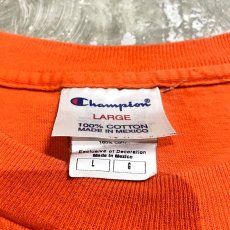 Champion
LARGE
100% COTTON
MADE IN MEXICO
100% Cotton
Exclusive of Decoration
Made in Mexico
L G